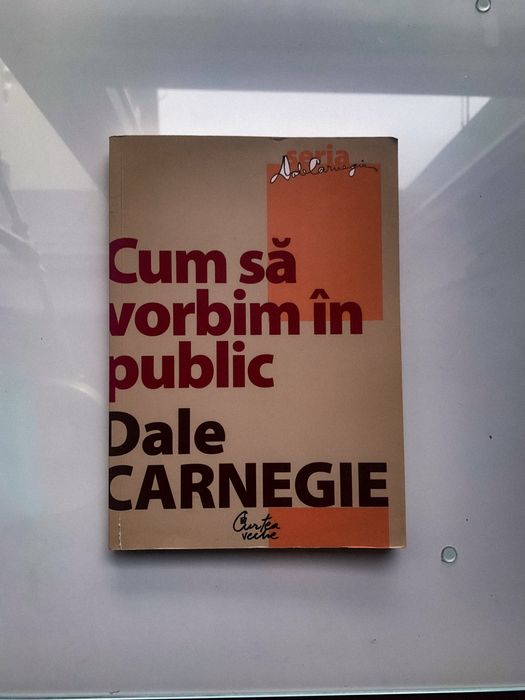 seria
Dale Carnegie
Cum să
vorbim în
public
Dale
CARNEGIE
Curtea
veche